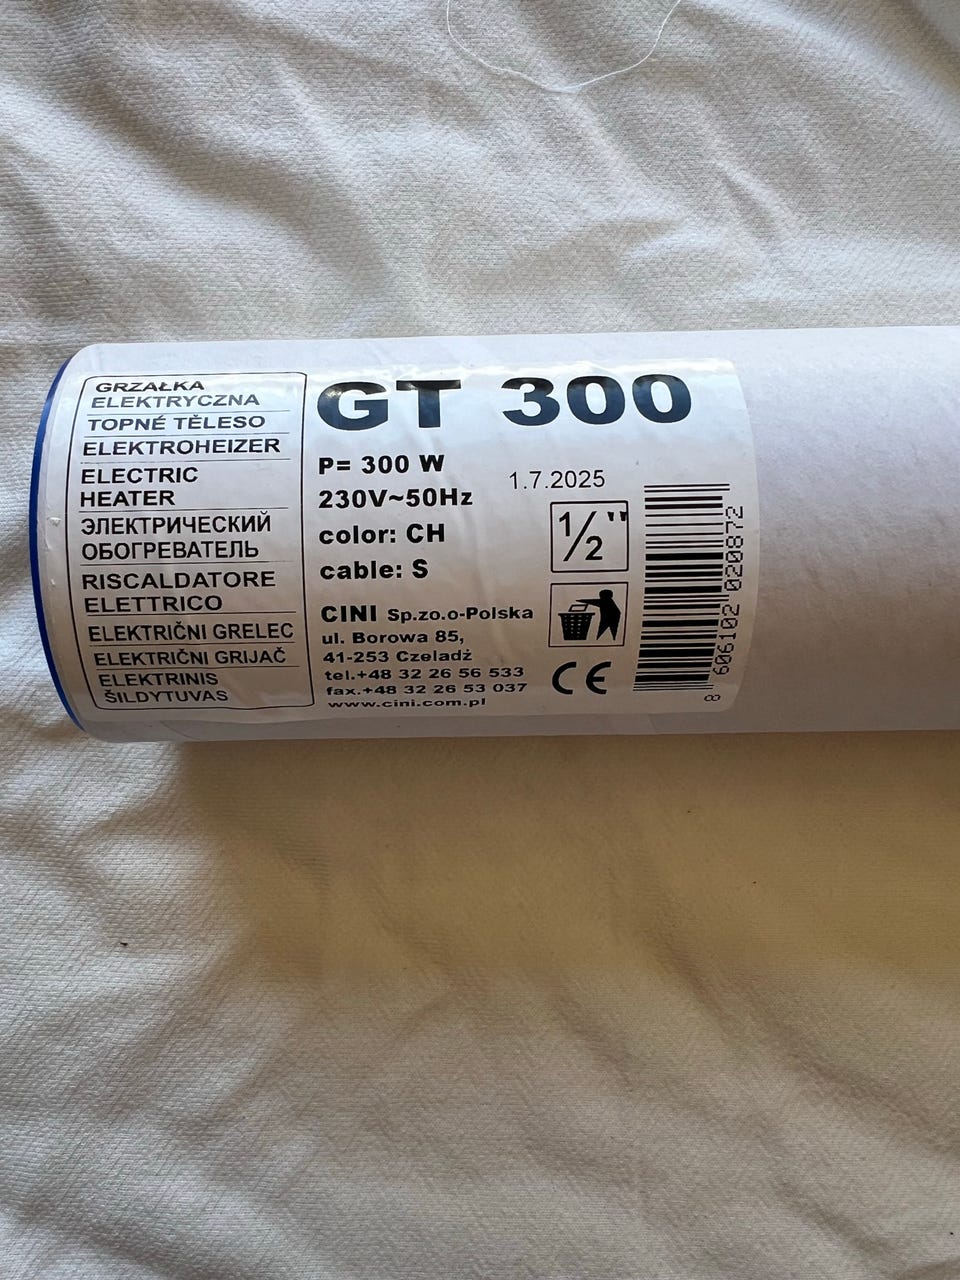 GRZAŁKA
ELEKTRYCZNA
TOPNÉ TĚLESO
ELEKTROHEIZER
ELECTRIC
HEATER
ЭЛЕКТРИЧЕСКИЙ
ОБОГРЕВАТЕЛЬ
RISCALDATORE
ELETTRICO
ELEKTRIČNI GRELEC
ELEKTRIČNI GRIJAČ
ELEKTRINIS
ŠILDYTUVAS
GT 300
P= 300 W
230V~50Hz
color: CH
cable: S
1.7.2025
1/2"
CINI Sp.zo.o-Polska
ul. Borowa 85,
41-253 Czeladź
tel.+48 32 26 56 533
fax.+48 32 26 53 037
www.cini.com.pl
CE
8 606102 020872